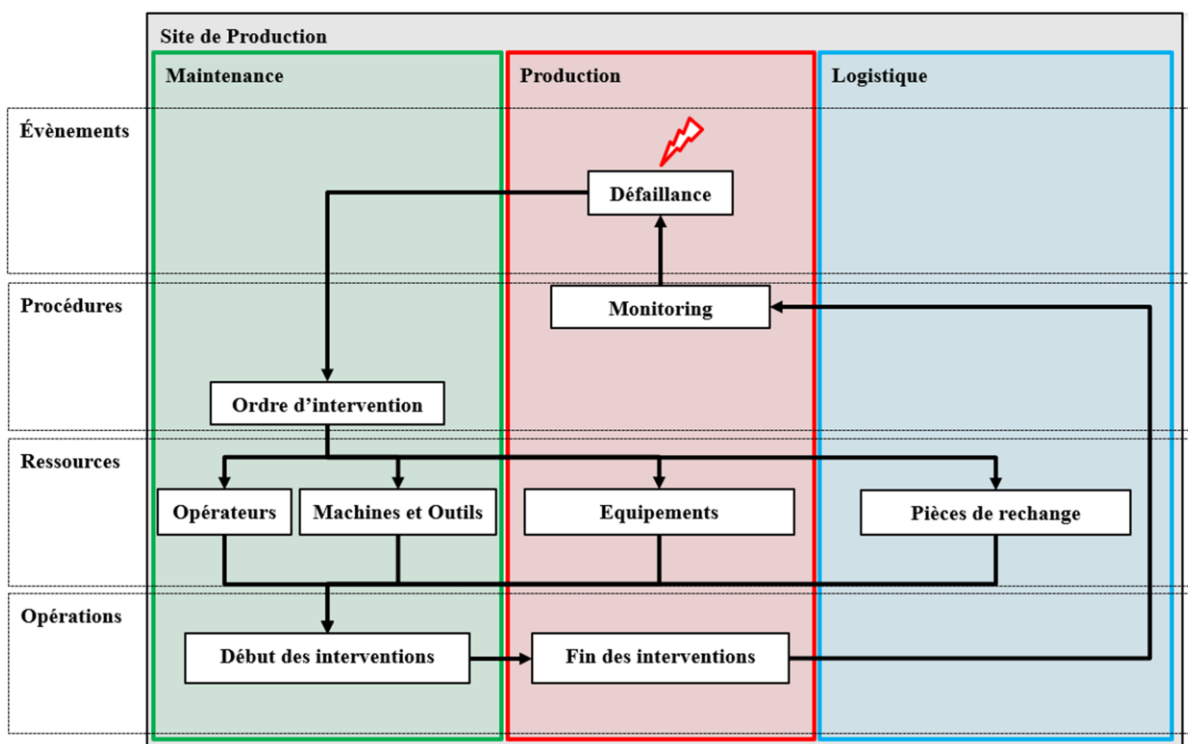 Site de Production
Maintenance
Production
Logistique
Évènements
Défaillance
Procédures
Monitoring
Ordre d’intervention
Ressources
Opérateurs
Machines et Outils
Equipements
Pièces de rechange
Opérations
Début des interventions
Fin des interventions